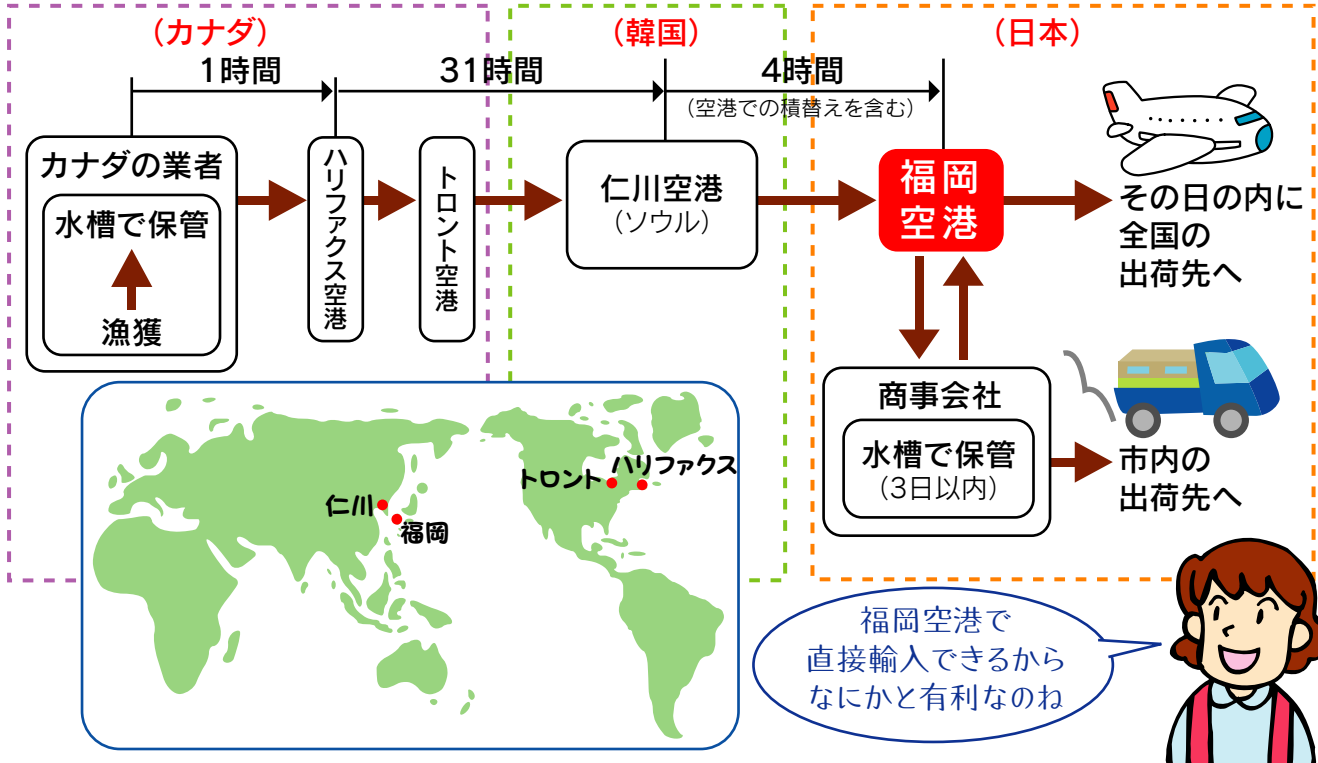 (カナダ)
(韓国)
(日本)
1時間
31時間
4時間
(空港での積替えを含む)
カナダの業者
水槽で保管
漁獲
ハリファクス空港
トロント空港
仁川空港
(ソウル)
福岡
空港
その日の内に
全国の
出荷先へ
商事会社
水槽で保管
(3日以内)
市内の
出荷先へ
仁川
福岡
トロント
ハリファクス
福岡空港で
直接輸入できるから
なにかと有利なのね